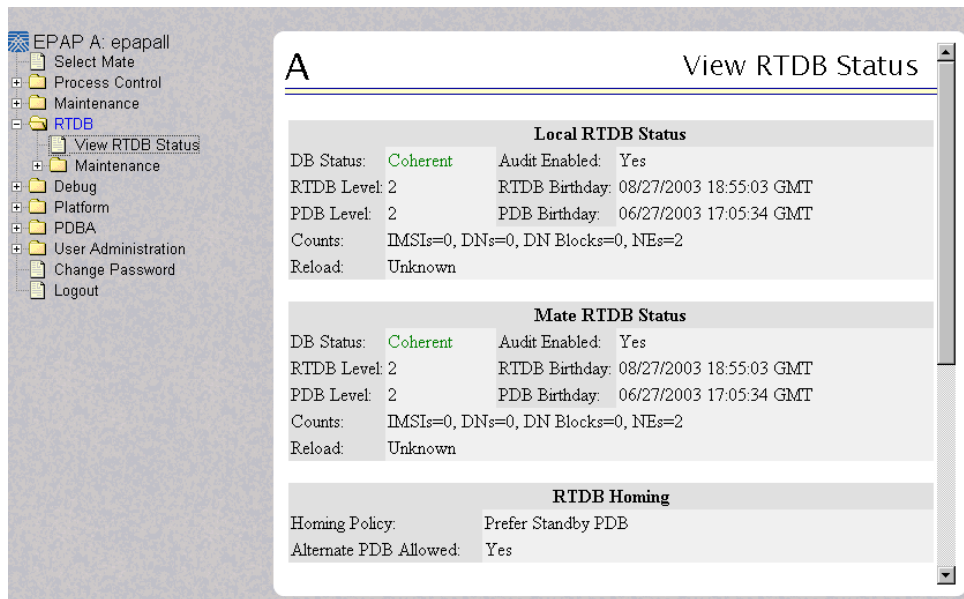 EPAP A: epapall
Select Mate
Process Control
Maintenance
RTDB
View RTDB Status
Maintenance
Debug
Platform
PDBA
User Administration
Change Password
Logout
A View RTDB Status
Local RTDB Status
DB Status: Coherent Audit Enabled: Yes
RTDB Level: 2 RTDB Birthday: 08/27/2003 18:55:03 GMT
PDB Level: 2 PDB Birthday: 06/27/2003 17:05:34 GMT
Counts: IMSIs=0, DNs=0, DN Blocks=0, NEs=2
Reload: Unknown
Mate RTDB Status
DB Status: Coherent Audit Enabled: Yes
RTDB Level: 2 RTDB Birthday: 08/27/2003 18:55:03 GMT
PDB Level: 2 PDB Birthday: 06/27/2003 17:05:34 GMT
Counts: IMSIs=0, DNs=0, DN Blocks=0, NEs=2
Reload: Unknown
RTDB Homing
Homing Policy: Prefer Standby PDB
Alternate PDB Allowed: Yes